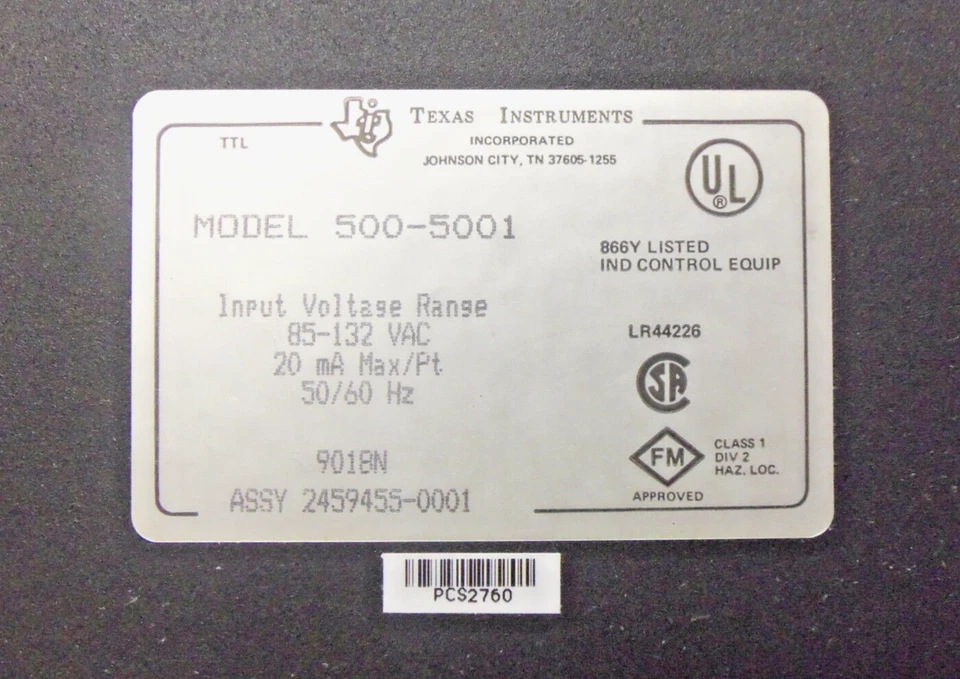 TTL
TEXAS INSTRUMENTS
INCORPORATED
JOHNSON CITY, TN 37605-1255
UL
®
MODEL 500-5001
866Y LISTED
IND CONTROL EQUIP
Input Voltage Range
85-132 VAC
20 mA Max/Pt
50/60 Hz
LR44226
SA
FM
CLASS 1
DIV 2
HAZ. LOC.
APPROVED
9018N
ASSY 2459455-0001
PCS2760